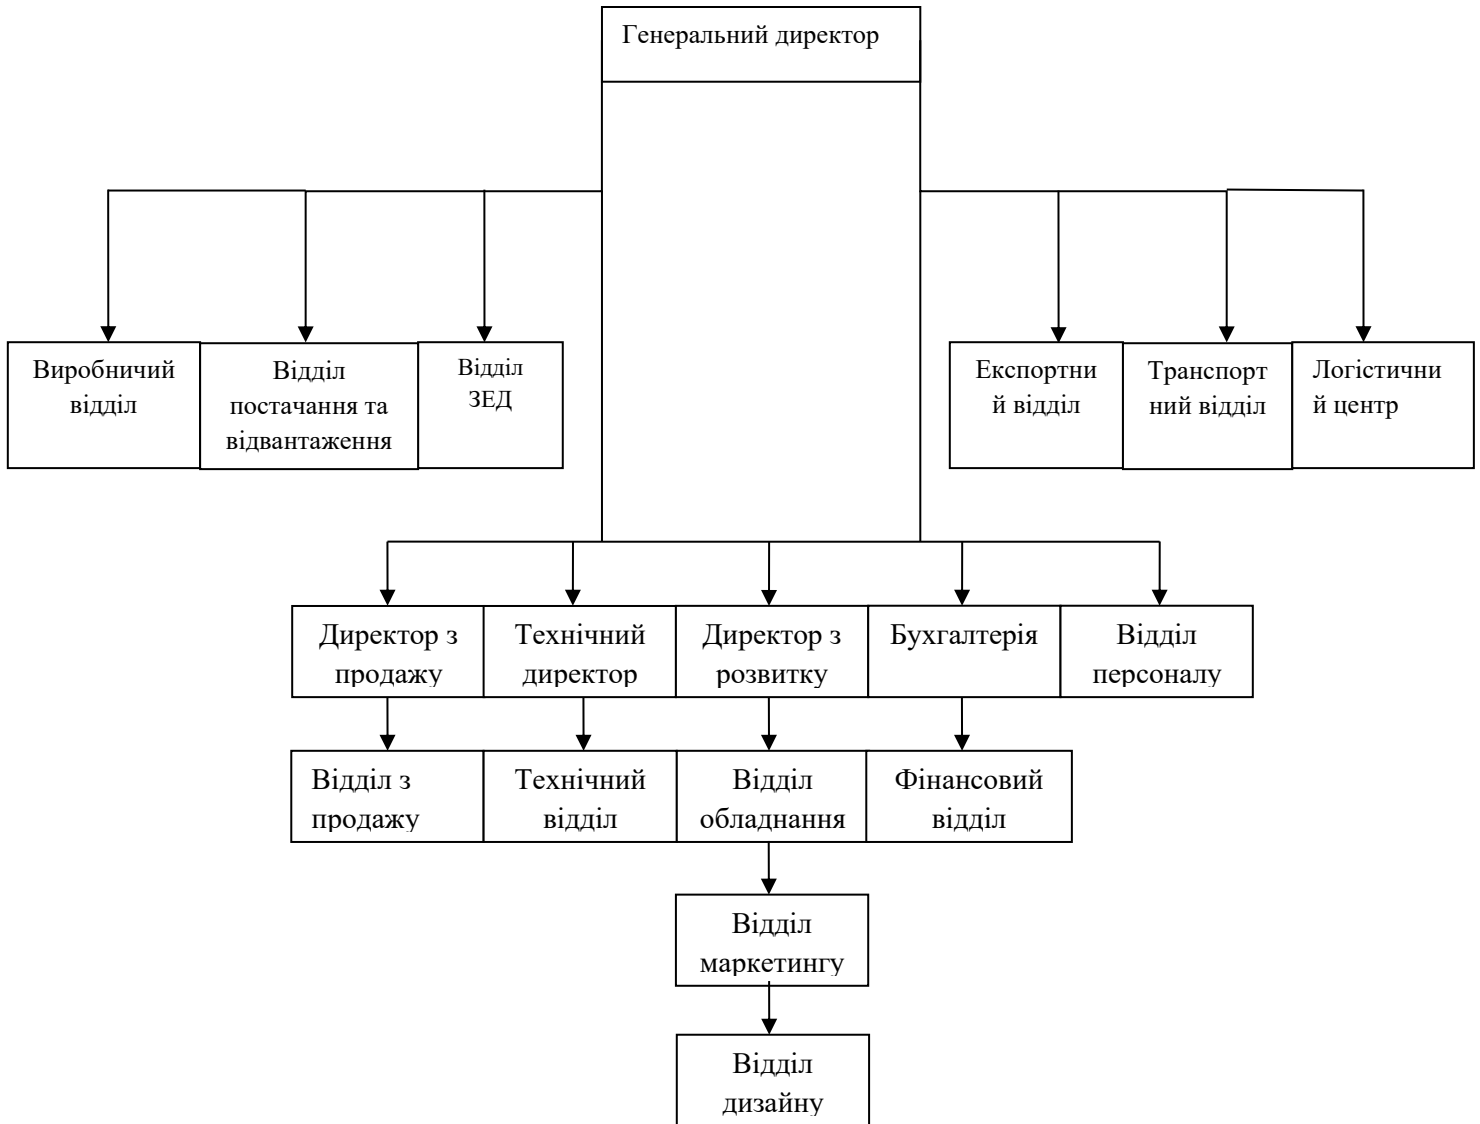 Генеральний директор
Виробничий
відділ
Відділ
постачання та
відвантаження
Відділ
ЗЕД
Експортни
й відділ
Транспорт
ний відділ
Логістични
й центр
Директор з
продажу
Технічний
директор
Директор з
розвитку
Бухгалтерія
Відділ
персоналу
Відділ з
продажу
Технічний
відділ
Відділ
обладнання
Фінансовий
відділ
Відділ
маркетингу
Відділ
дизайну